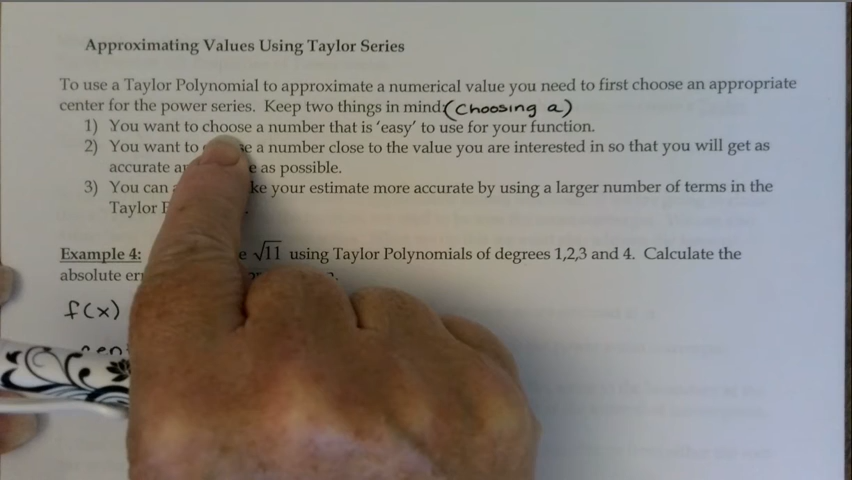 Approximating Values Using Taylor Series
To use a Taylor Polynomial to approximate a numerical value you need to first choose an appropriate
center for the power series. Keep two things in mind: (Choosing a)
1) You want to choose a number that is 'easy' to use for your function.
2) You want to a number close to the value you are interested in so that you will get as
accurate as possible.
3) You can your estimate more accurate by using a larger number of terms in the
Taylor
Example 4: √11 using Taylor Polynomials of degrees 1,2,3 and 4. Calculate the
absolute
f(x)